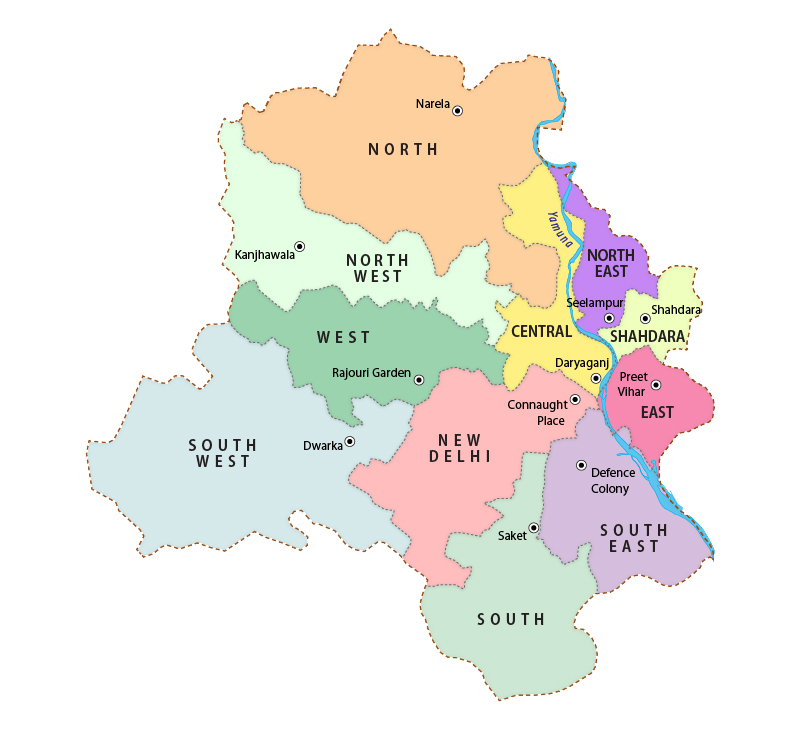 Narela
NORTH
Yamuna
Kanjhawala
NORTH
WEST
NORTH
EAST
Seelampur
Shahdara
CENTRAL
SHAHDARA
WEST
Daryaganj
Rajouri Garden
Preet
Vihar
Connaught
Place
EAST
SOUTH
WEST
Dwarka
NEW
DELHI
Defence
Colony
Saket
SOUTH
EAST
SOUTH